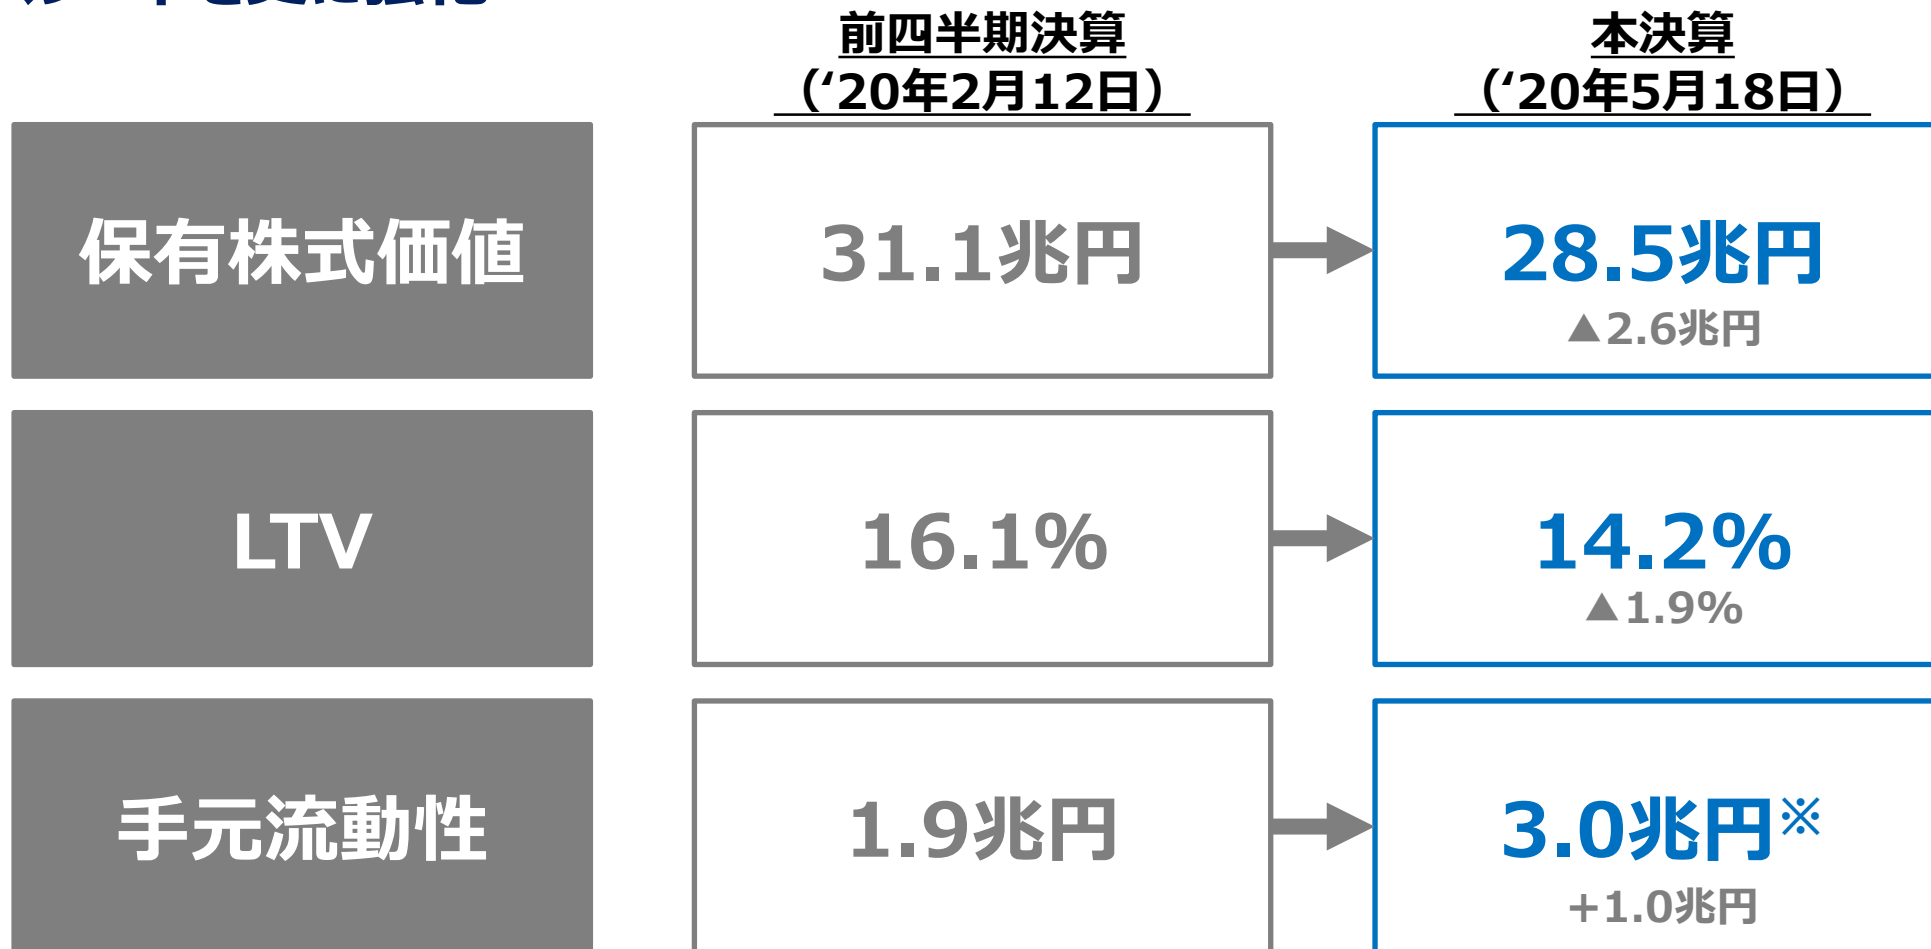 前四半期決算
(‘20年2月12日)
本決算
(‘20年5月18日)
保有株式価値
31.1兆円
28.5兆円
▲2.6兆円
LTV
16.1%
14.2%
▲1.9%
手元流動性
1.9兆円
3.0兆円※
+1.0兆円